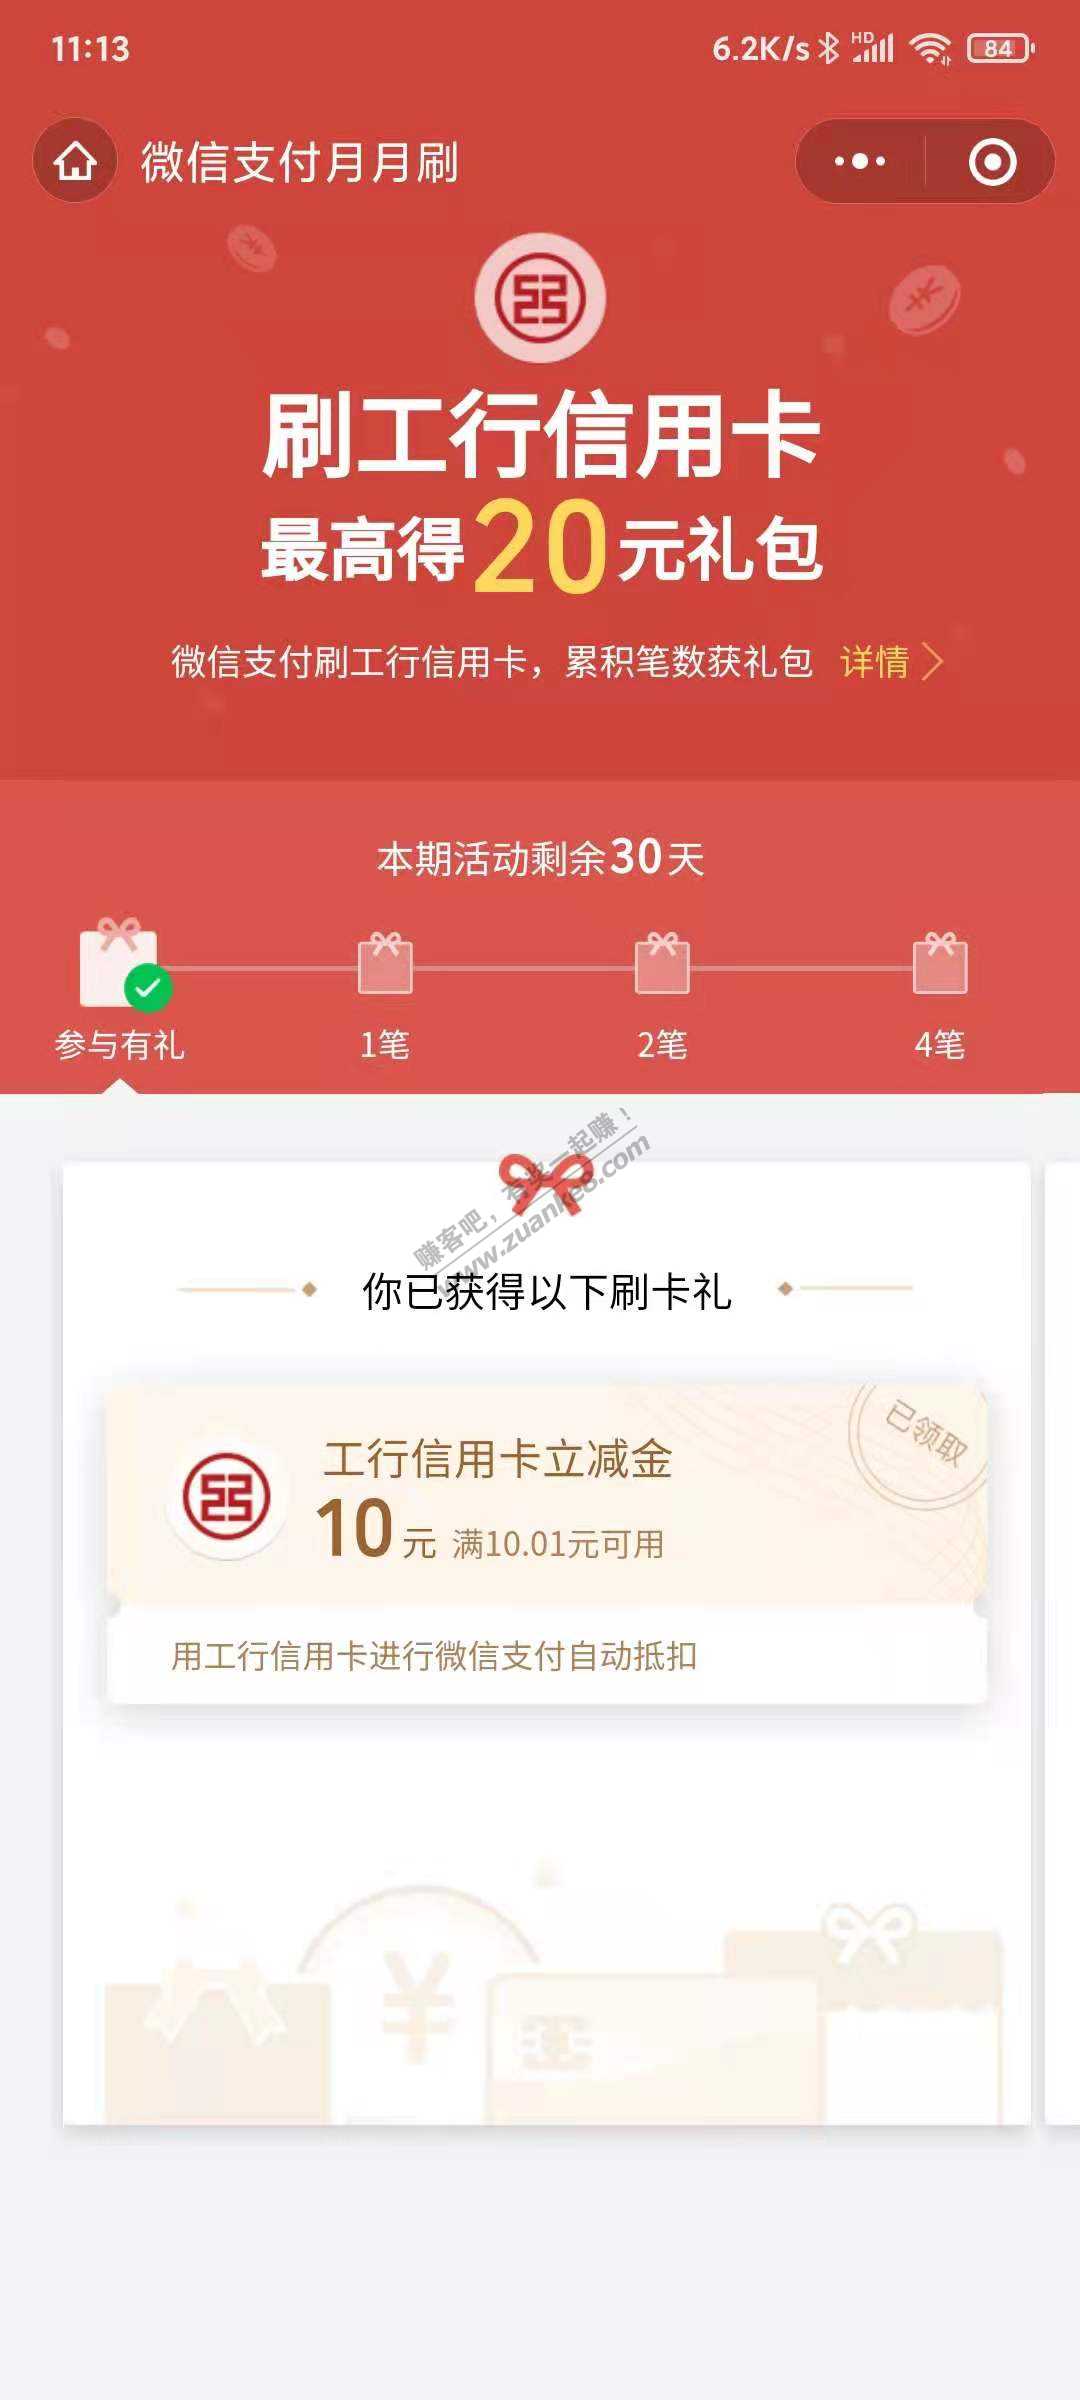 11:13
6.2K/s HD 84
微信支付月月刷
刷工行信用卡
最高得20元礼包
微信支付刷工行信用卡，累积笔数获礼包 详情
本期活动剩余30天
参与有礼 1笔 2笔 4笔
赚客吧，有奖一起赚！
www.zuanke8.com
你已获得以下刷卡礼
已领取
工行信用卡立减金
10元 满10.01元可用
用工行信用卡进行微信支付自动抵扣
¥